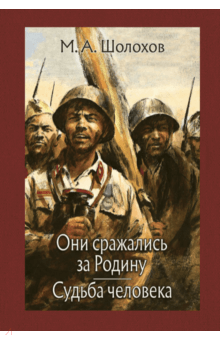 М. А. Шолохов
Они сражались
за Родину
Судьба человека